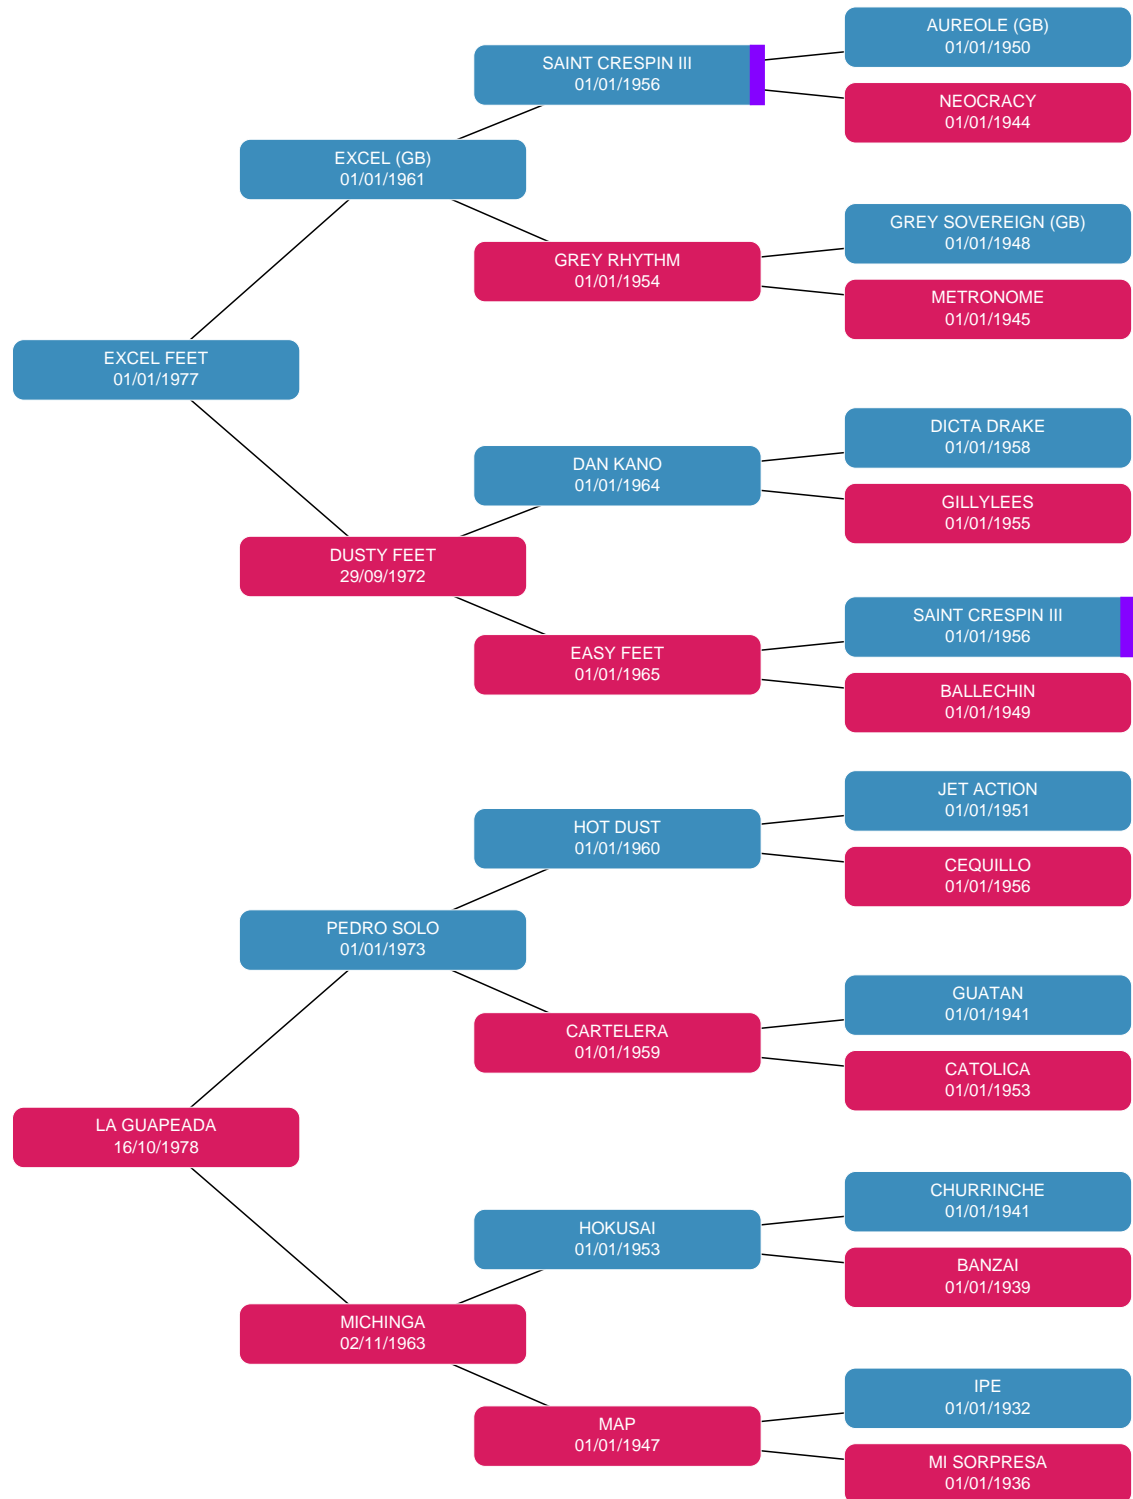 AUREOLE (GB)
01/01/1950
SAINT CRESPIN III
01/01/1956
NEOCRACY
01/01/1944
EXCEL (GB)
01/01/1961
GREY SOVEREIGN (GB)
01/01/1948
GREY RHYTHM
01/01/1954
METRONOME
01/01/1945
EXCEL FEET
01/01/1977
DICTA DRAKE
01/01/1958
DAN KANO
01/01/1964
GILLYLEES
01/01/1955
DUSTY FEET
29/09/1972
SAINT CRESPIN III
01/01/1956
EASY FEET
01/01/1965
BALLECHIN
01/01/1949
JET ACTION
01/01/1951
HOT DUST
01/01/1960
CEQUILLO
01/01/1956
PEDRO SOLO
01/01/1973
GUATAN
01/01/1941
CARTELERA
01/01/1959
CATOLICA
01/01/1953
LA GUAPEADA
16/10/1978
CHURRINCHE
01/01/1941
HOKUSAI
01/01/1953
BANZAI
01/01/1939
MICHINGA
02/11/1963
IPE
01/01/1932
MAP
01/01/1947
MI SORPRESA
01/01/1936